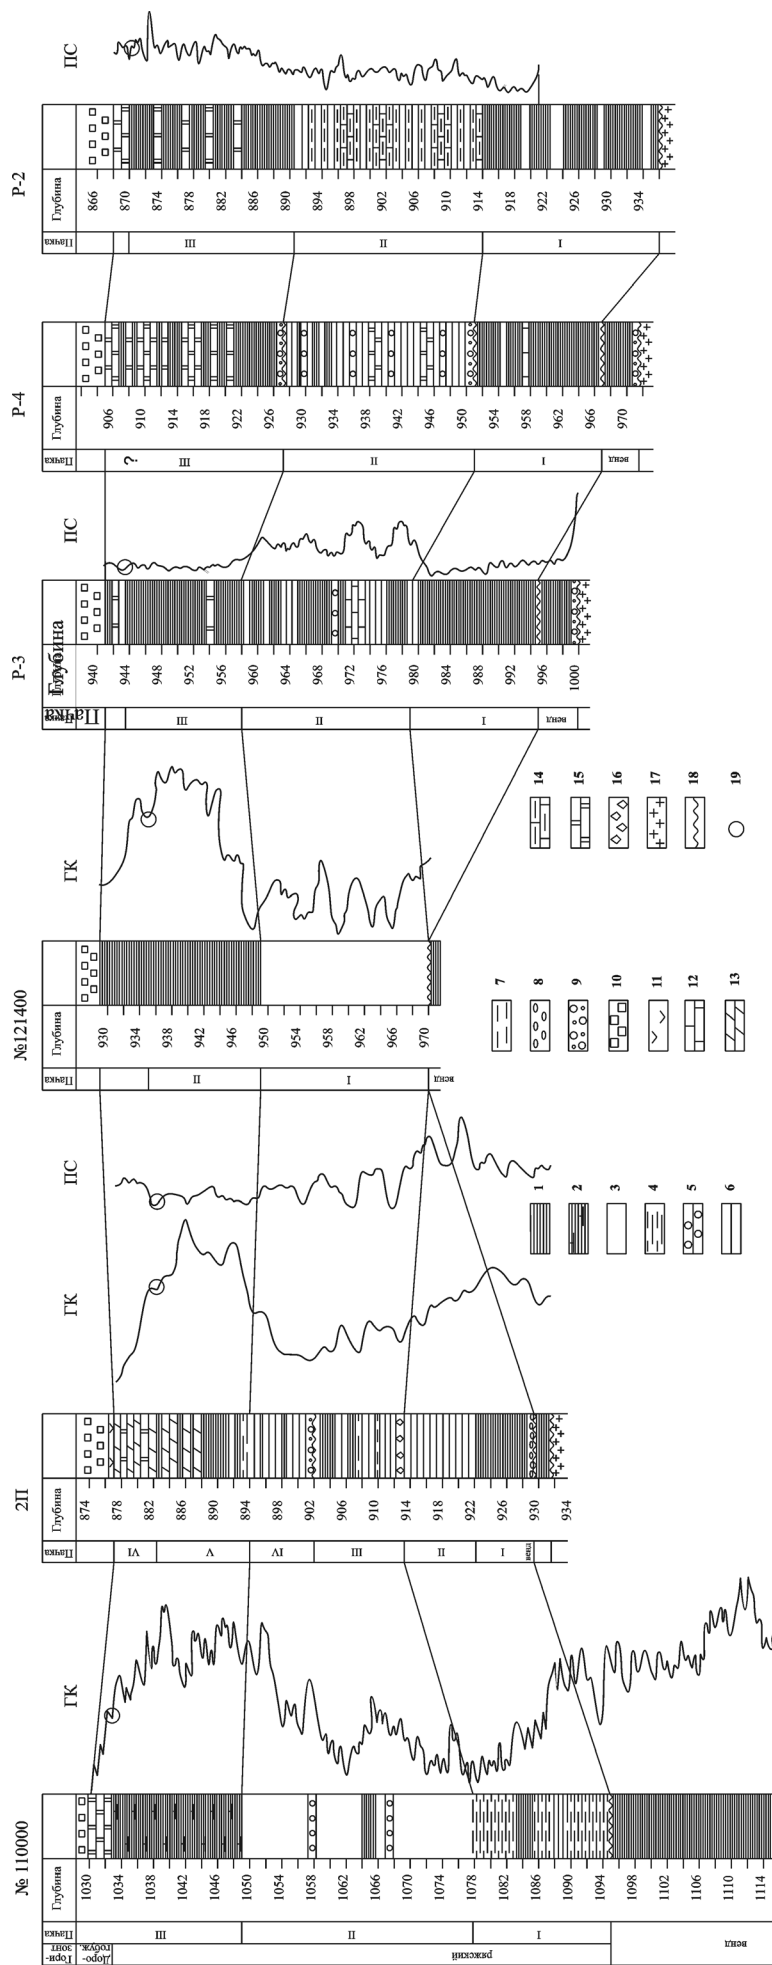 № 110000
Гори-
зонт
Пачка
Глубина
Доро-
гобуж.
ряжский
венд
III
II
I
1030
1034
1038
1042
1046
1050
1054
1058
1062
1066
1070
1074
1078
1082
1086
1090
1094
1098
1102
1106
1110
1114
ГК
2П
Пачка
Глубина
VI
V
IV
III
II
I
венд
874
878
882
886
890
894
898
902
906
910
914
918
922
926
930
934
ГК
ПС
№121400
Пачка
Глубина
II
I
венд
930
934
938
942
946
950
954
958
962
966
970
ГК
Р-3
Пачка
Глубина
Пачка
Глубина
III
II
I
венд
940
944
948
952
956
960
964
968
972
976
980
984
988
992
996
1000
ПС
Р-4
Пачка
Глубина
?
III
II
I
венд
906
910
914
918
922
926
930
934
938
942
946
950
954
958
962
966
970
Р-2
Пачка
Глубина
III
II
I
866
870
874
878
882
886
890
894
898
902
906
910
914
918
922
926
930
934
ПС
1
2
3
4
5
6
7
8
9
10
11
12
13
14
15
16
17
18
19